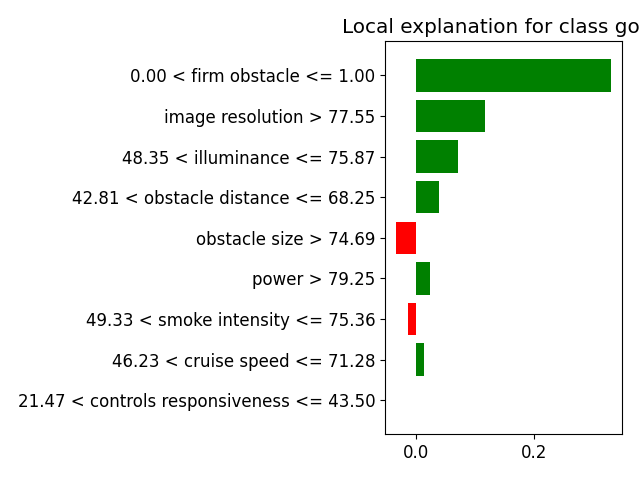 Local explanation for class go
0.00 < firm obstacle <= 1.00
image resolution > 77.55
48.35 < illuminance <= 75.87
42.81 < obstacle distance <= 68.25
obstacle size > 74.69
power > 79.25
49.33 < smoke intensity <= 75.36
46.23 < cruise speed <= 71.28
21.47 < controls responsiveness <= 43.50
0.0 0.2